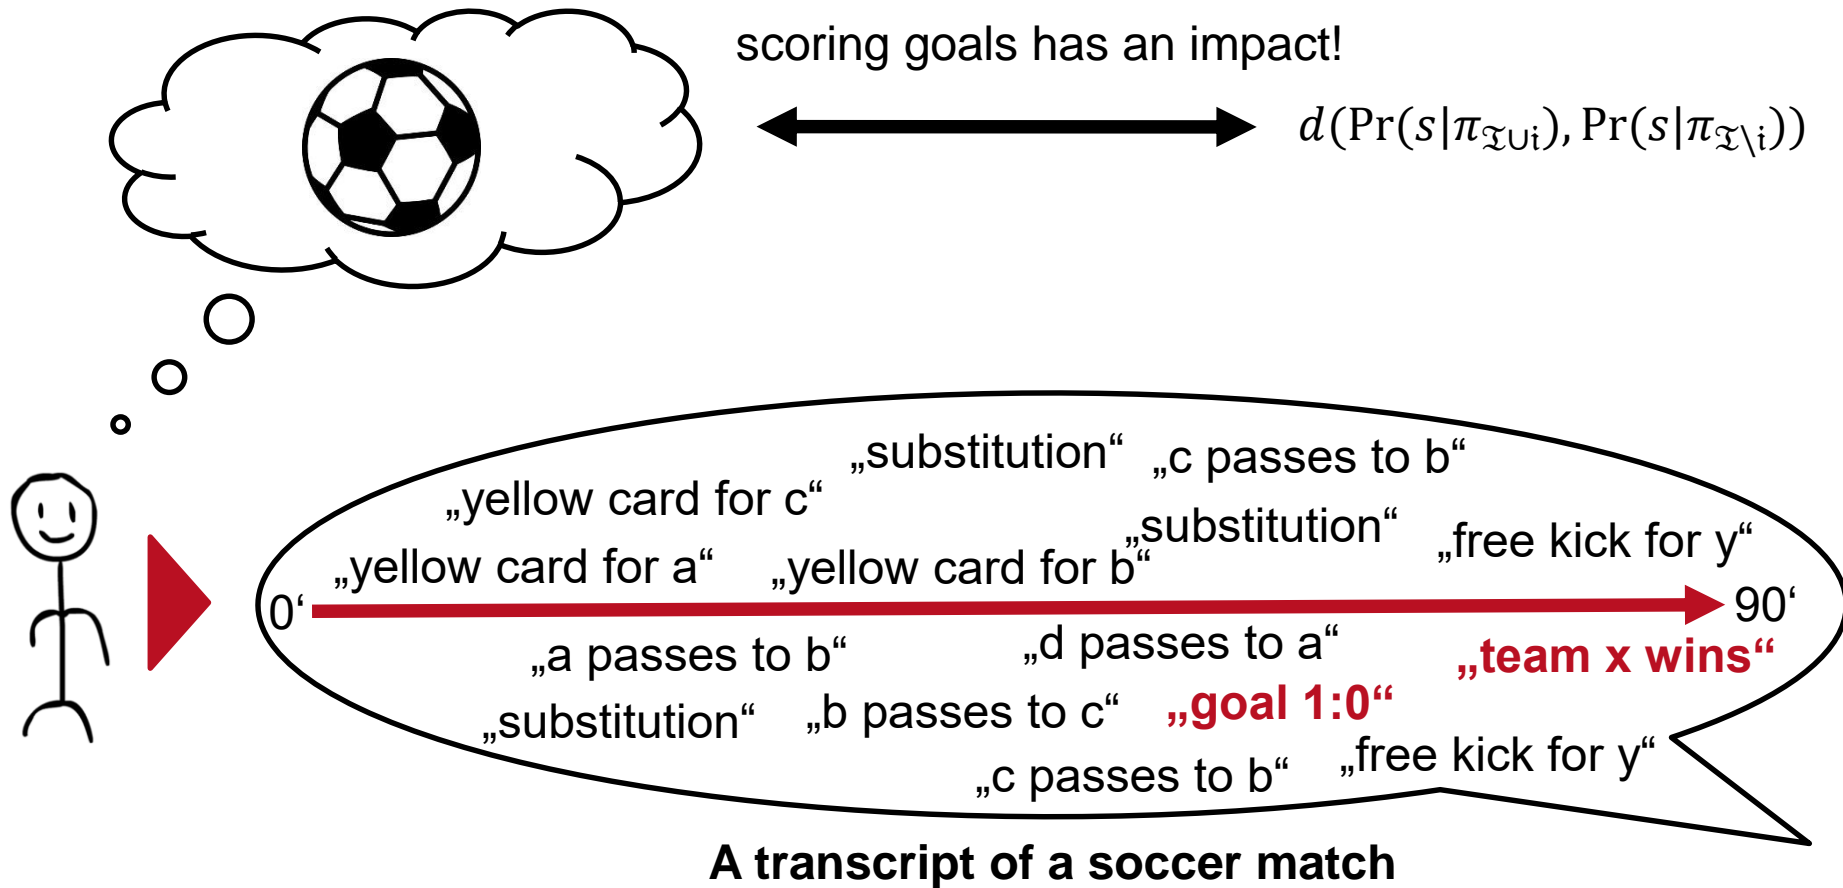 scoring goals has an impact!
d(Pr(s|π_{𝔗∪𝔦}), Pr(s|π_{𝔗\𝔦}))
„substitution“ „c passes to b“
„yellow card for c“
„substitution“
„free kick for y“
„yellow card for a“ „yellow card for b“
0‘ 90‘
„a passes to b“ „d passes to a“
„team x wins“
„substitution“ „b passes to c“ „goal 1:0“
„c passes to b“ „free kick for y“
A transcript of a soccer match